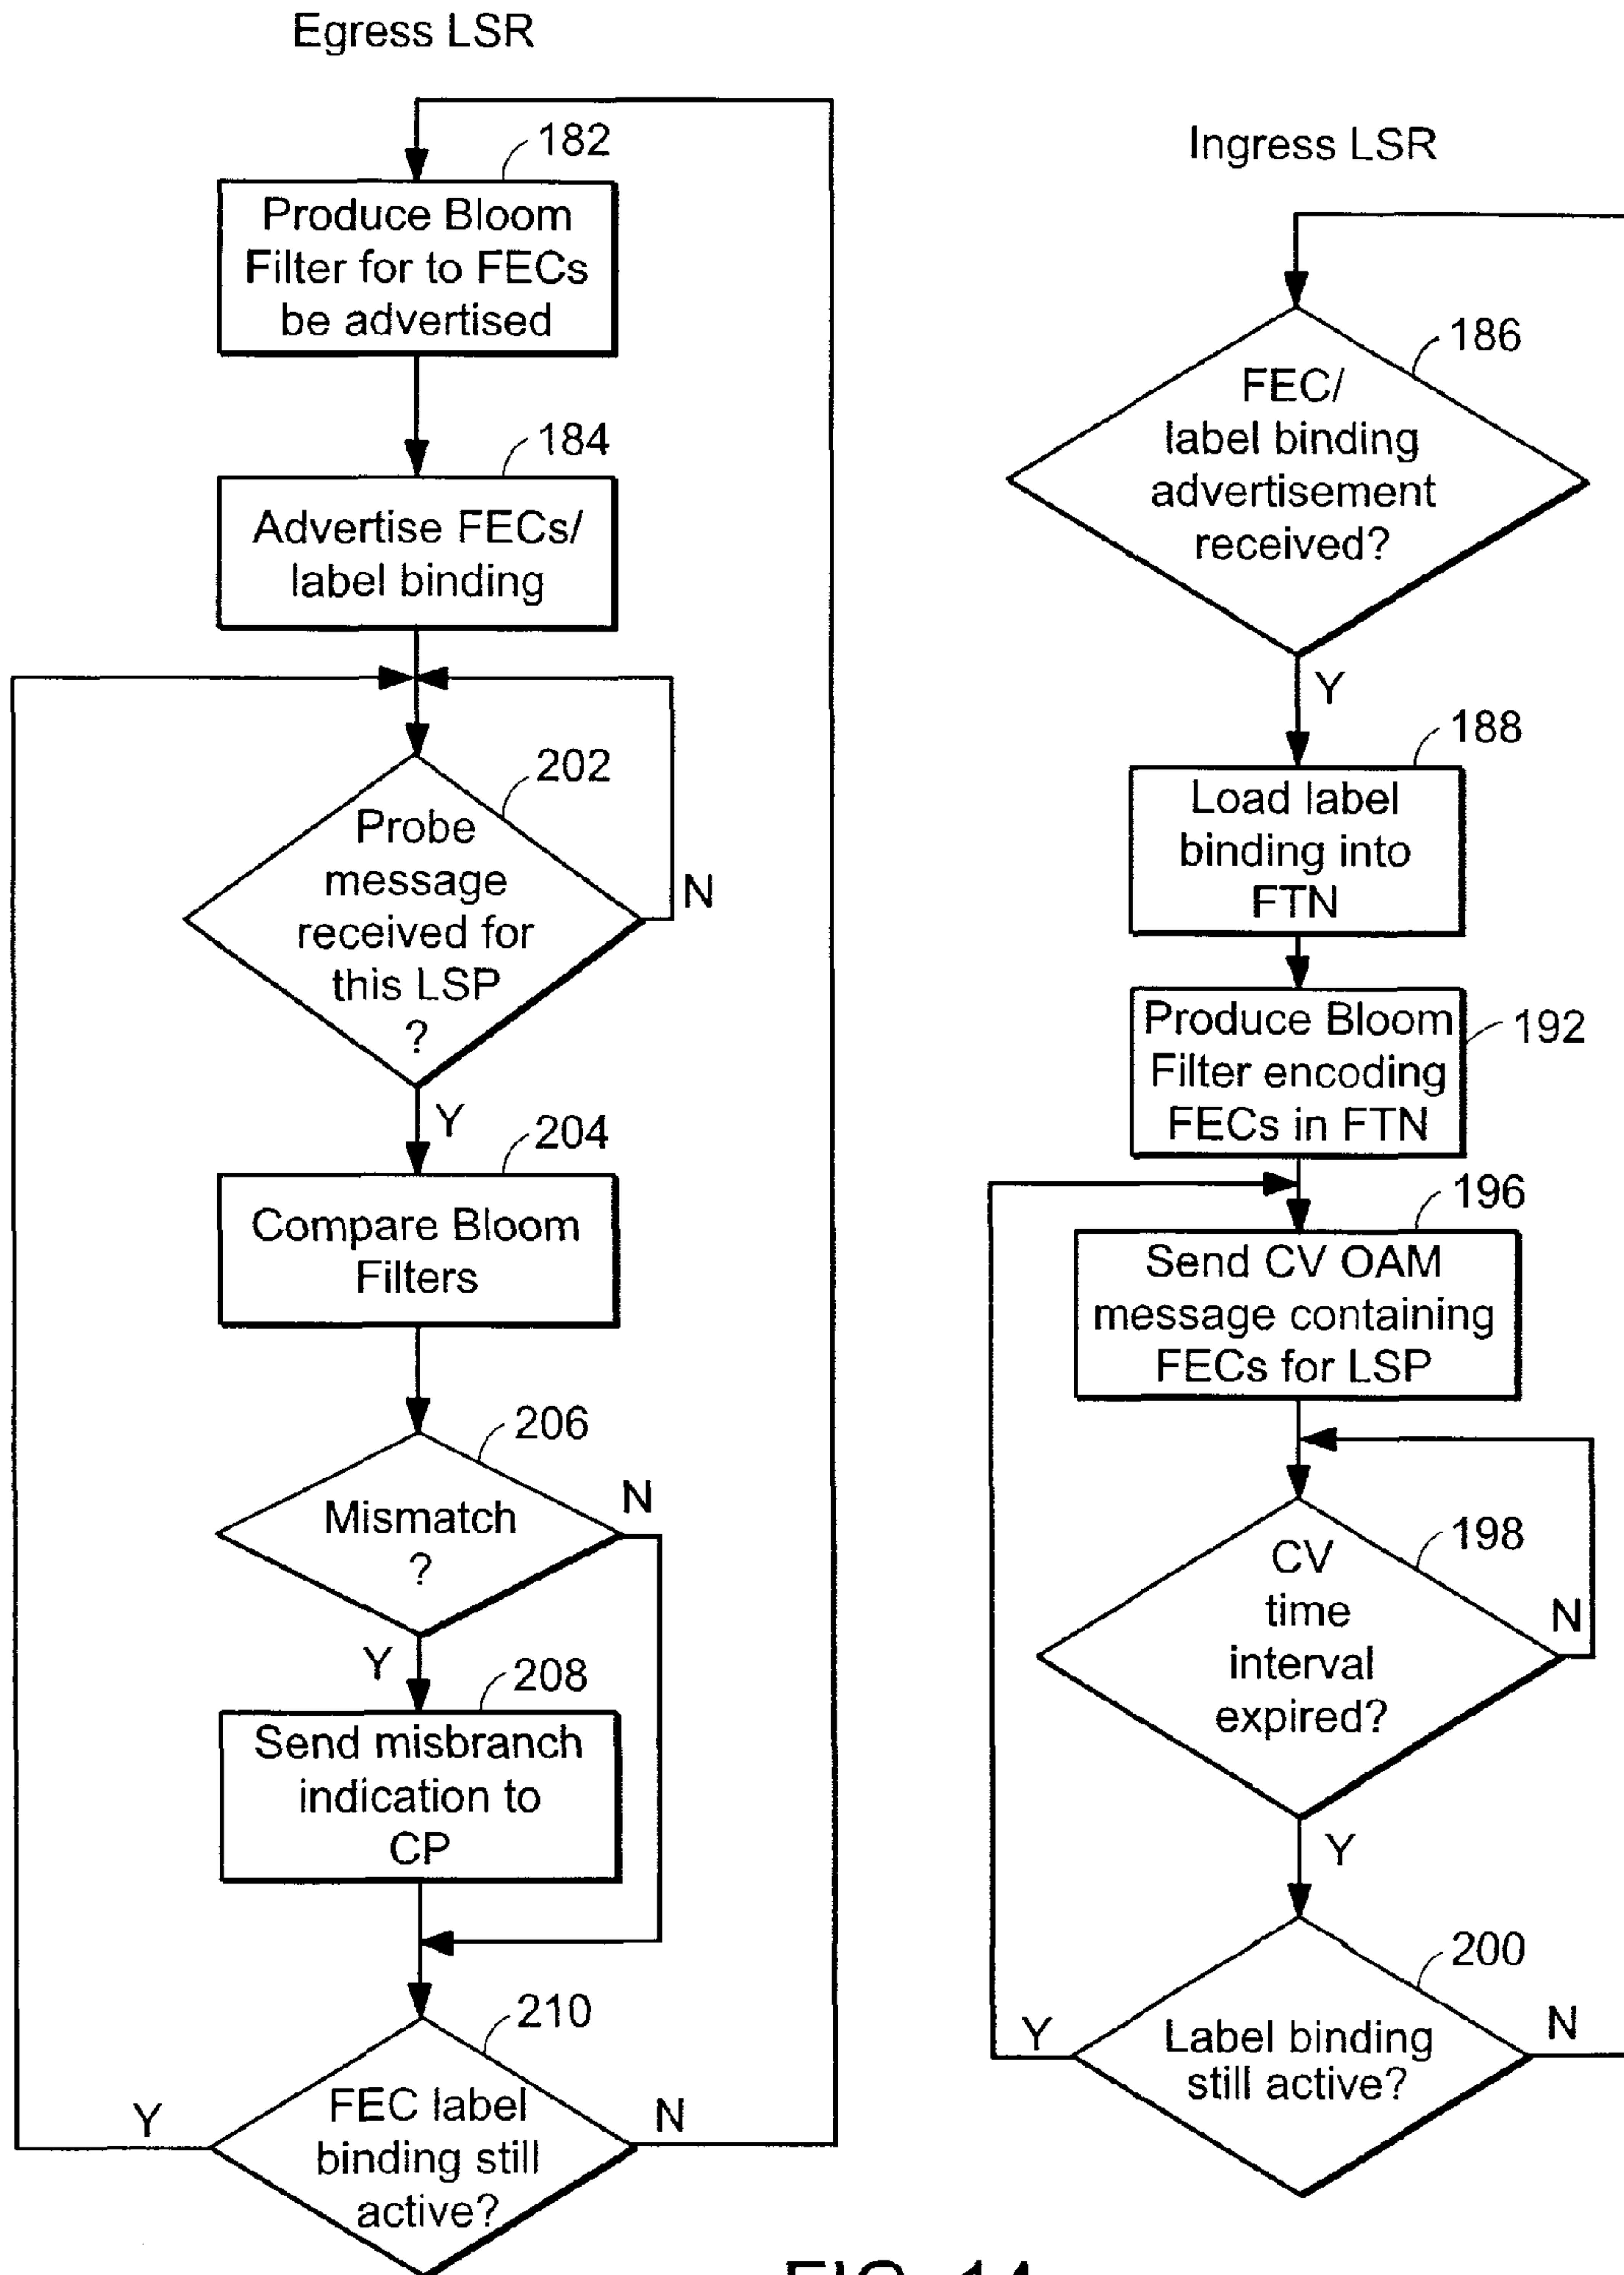 Egress LSR
182
Produce Bloom
Filter for to FECs
be advertised
184
Advertise FECs/
label binding
202
Probe
message
received for
this LSP
?
N
Y
204
Compare Bloom
Filters
206
Mismatch
?
N
Y
208
Send misbranch
indication to
CP
210
FEC label
binding still
active?
Y
N
Ingress LSR
186
FEC/
label binding
advertisement
received?
Y
188
Load label
binding into
FTN
192
Produce Bloom
Filter encoding
FECs in FTN
196
Send CV OAM
message containing
FECs for LSP
198
CV
time
interval
expired?
N
Y
200
Label binding
still active?
Y
N
FIG. 14